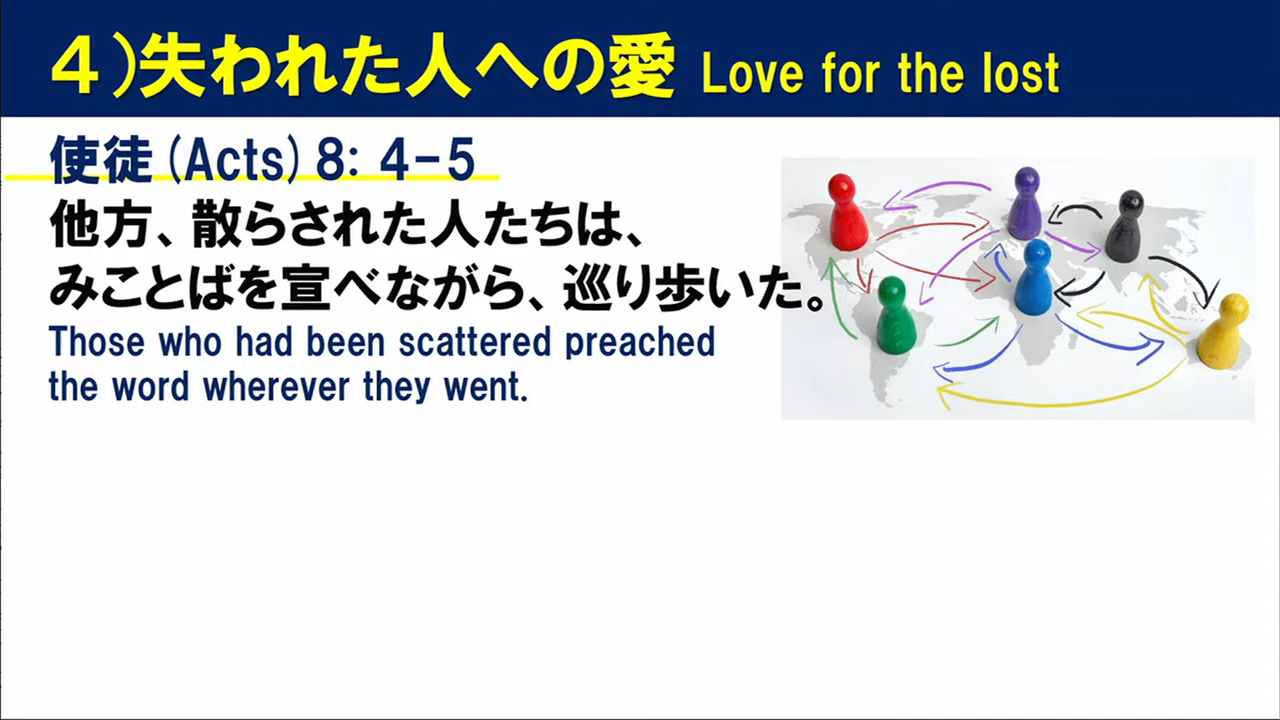 ４）失われた人への愛 Love for the lost
使徒(Acts) 8: 4-5
他方、散らされた人たちは、
みことばを宣べながら、巡り歩いた。
Those who had been scattered preached
the word wherever they went.